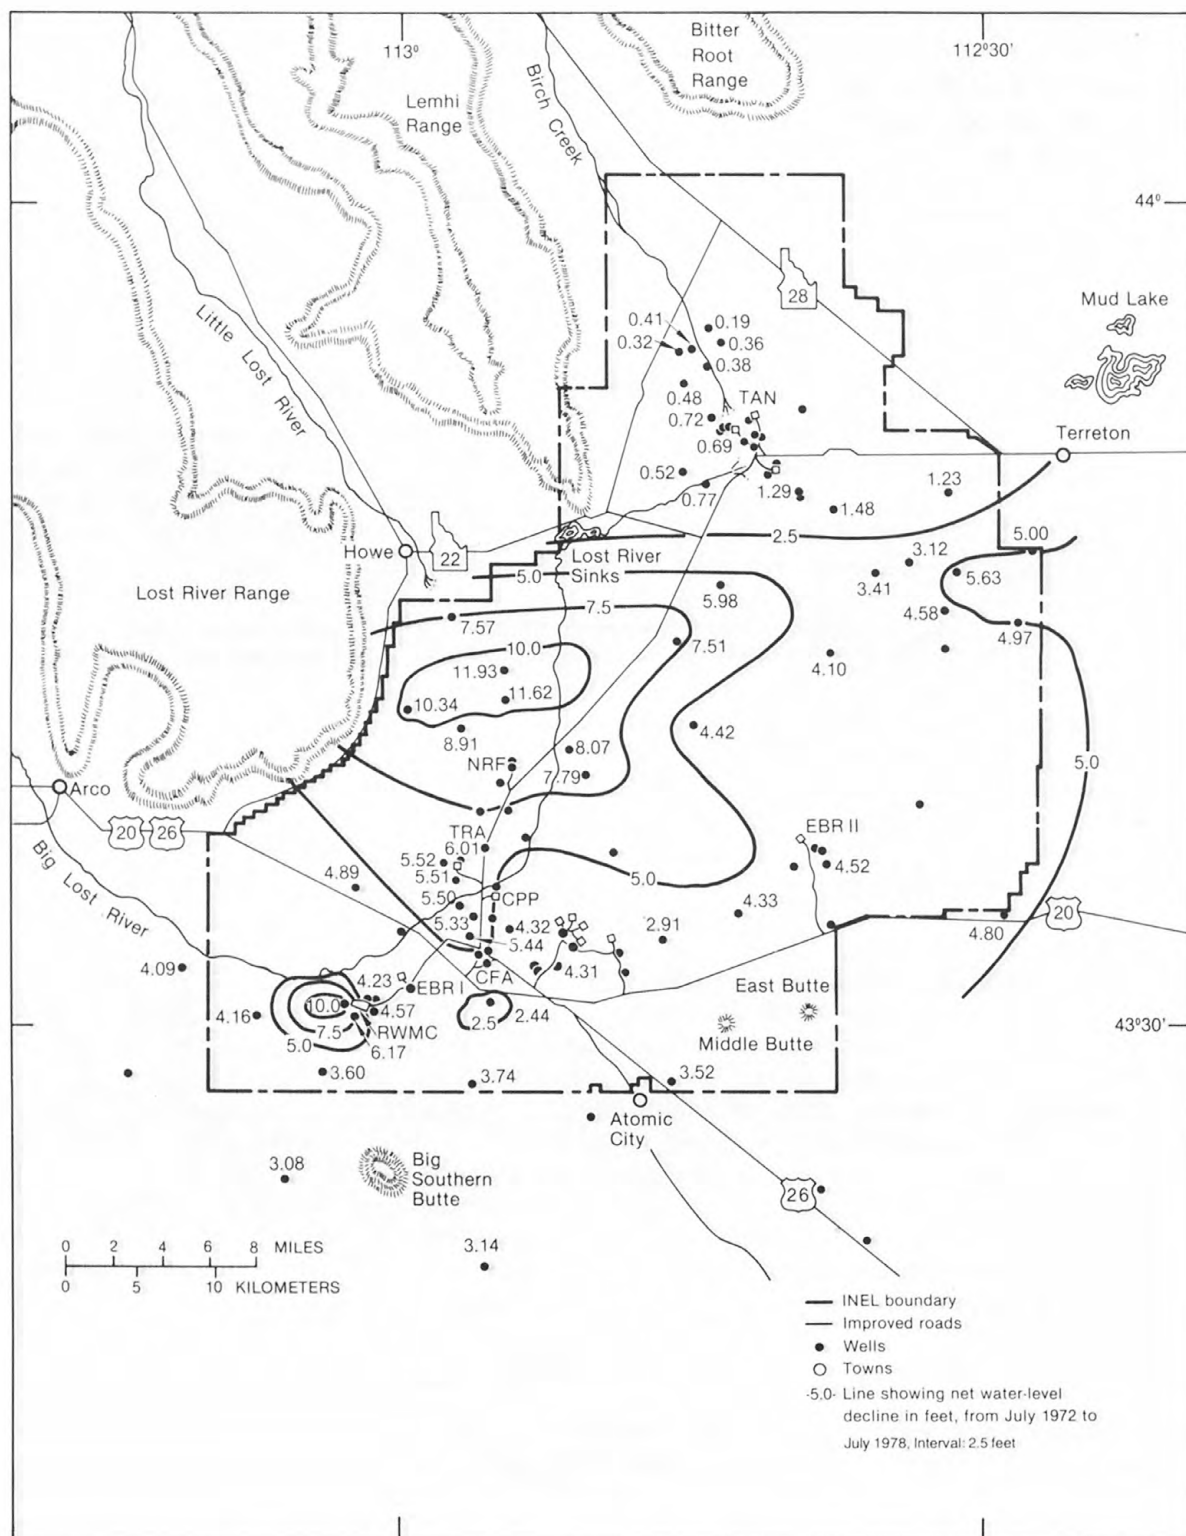 113°
112°30'
Bitter
Root
Range
Lemhi
Range
Birch Creek
44°
28
Mud Lake
Little Lost River
0.41
0.19
0.32
0.36
0.38
0.48
TAN
0.72
0.69
Terreton
0.52
0.77
1.29
1.23
1.48
2.5
5.00
Howe
22
Lost River
Sinks
3.12
3.41
5.63
5.0
5.98
Lost River Range
7.5
4.58
7.57
7.51
4.97
10.0
4.10
11.93
11.62
10.34
4.42
8.91
8.07
NRF
7.79
5.0
Arco
20
26
TRA
6.01
EBR II
5.52
5.51
4.52
Big Lost River
4.89
5.0
CPP
5.50
5.33
4.32
4.33
2.91
20
5.44
4.80
4.09
4.23
CFA
4.31
EBR I
East Butte
4.16
10.0
4.57
2.5
2.44
43°30'
7.5
RWMC
Middle Butte
5.0
6.17
3.60
3.74
3.52
Atomic
City
3.08
Big
Southern
Butte
26
3.14
0 2 4 6 8 MILES
0 5 10 KILOMETERS
INEL boundary
Improved roads
Wells
Towns
-5.0- Line showing net water-level
decline in feet, from July 1972 to
July 1978, Interval: 2.5 feet